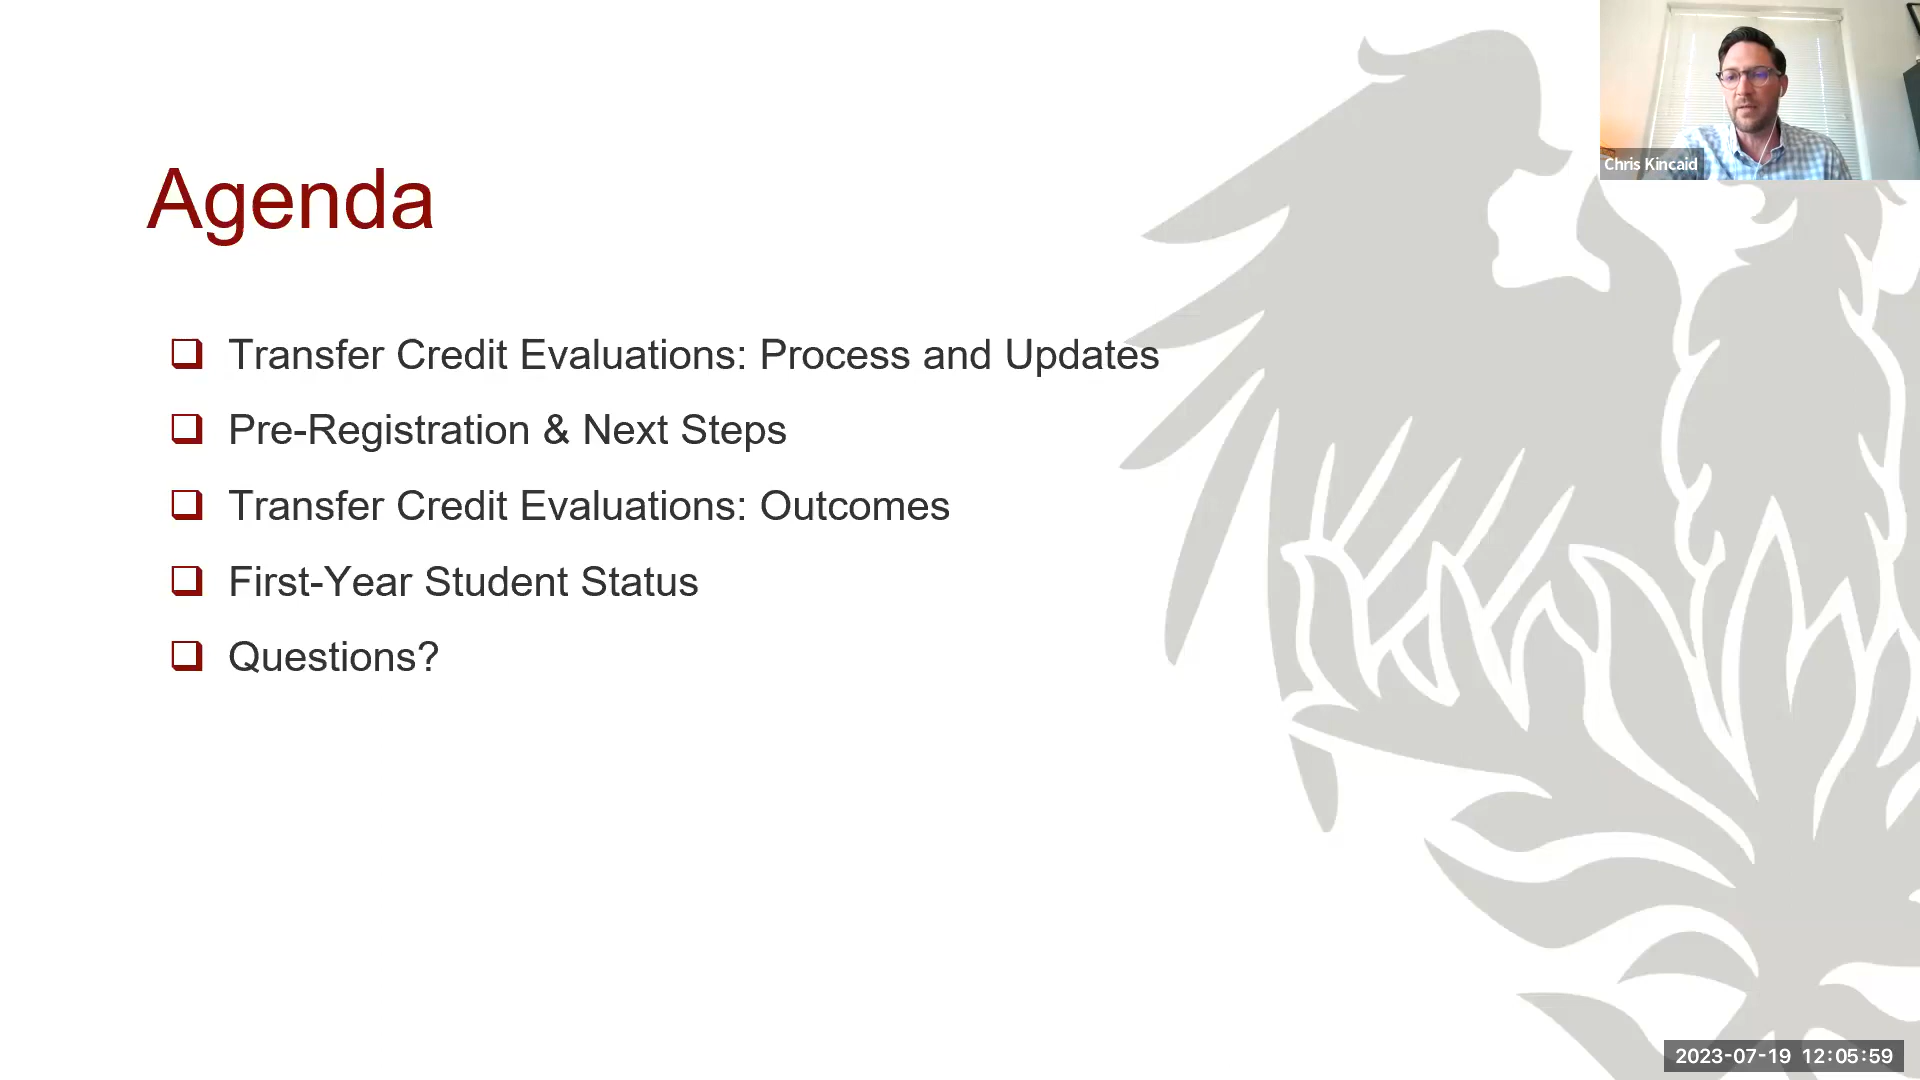 Chris Kincaid
Agenda
Transfer Credit Evaluations: Process and Updates
Pre-Registration & Next Steps
Transfer Credit Evaluations: Outcomes
First-Year Student Status
Questions?
2023-07-19 12:05:59